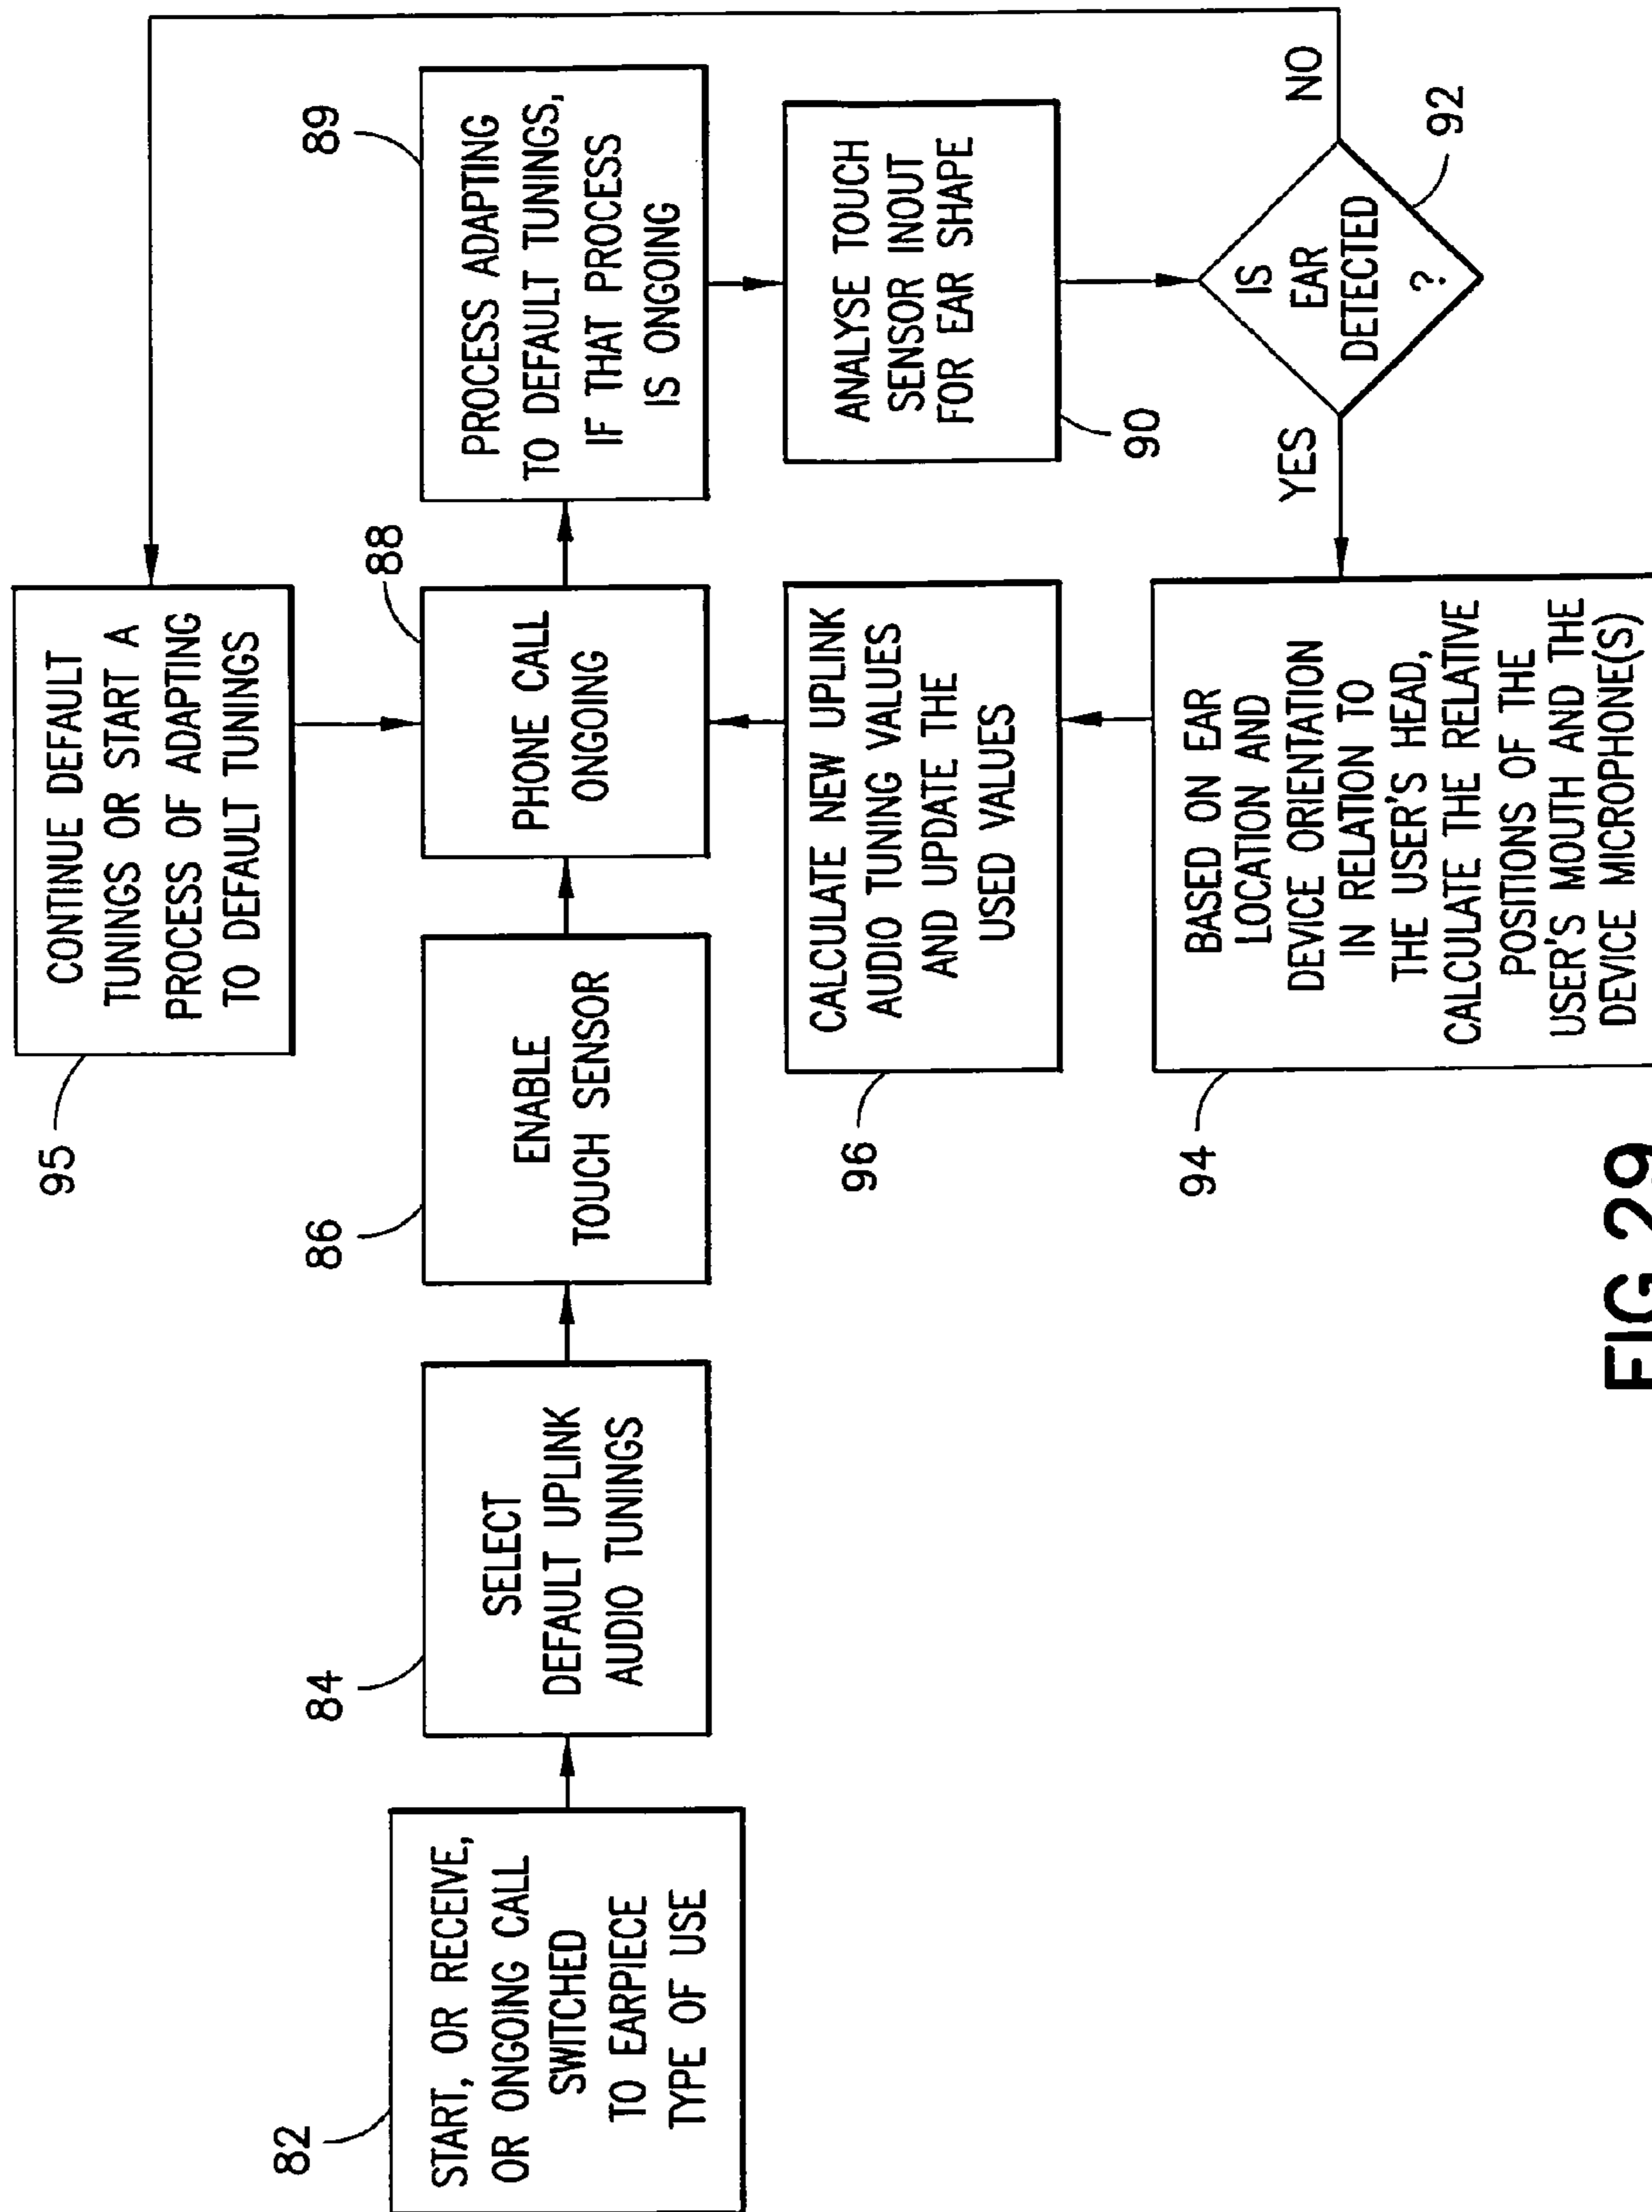 82
START, OR RECEIVE,
OR ONGOING CALL
SWITCHED
TO EARPIECE
TYPE OF USE
84
SELECT
DEFAULT UPLINK
AUDIO TUNINGS
86
ENABLE
TOUCH SENSOR
88
PHONE CALL
ONGOING
89
PROCESS ADAPTING
TO DEFAULT TUNINGS,
IF THAT PROCESS
IS ONGOING
90
ANALYSE TOUCH
SENSOR INOUT
FOR EAR SHAPE
92
IS
EAR
DETECTED
?
NO
YES
95
CONTINUE DEFAULT
TUNINGS OR START A
PROCESS OF ADAPTING
TO DEFAULT TUNINGS
94
BASED ON EAR
LOCATION AND
DEVICE ORIENTATION
IN RELATION TO
THE USER'S HEAD,
CALCULATE THE RELATIVE
POSITIONS OF THE
USER'S MOUTH AND THE
DEVICE MICROPHONE(S)
96
CALCULATE NEW UPLINK
AUDIO TUNING VALUES
AND UPDATE THE
USED VALUES
FIG.29